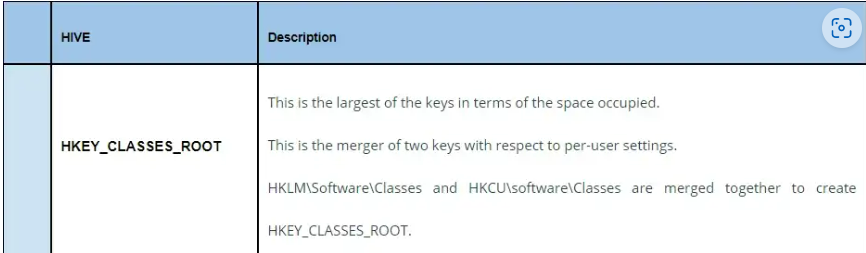 HIVE Description
This is the largest of the keys in terms of the space occupied.
HKEY_CLASSES_ROOT This is the merger of two keys with respect to per-user settings.
HKLM\Software\Classes and HKCU\software\Classes are merged together to create
HKEY_CLASSES_ROOT.